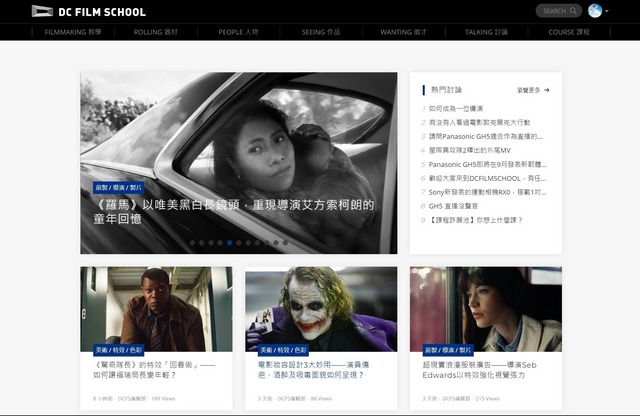 DC FILM SCHOOL
SEARCH
FILMMAKING 教學
ROLLING 器材
PEOPLE 人物
SEEING 作品
WANTING 徵才
TALKING 討論
COURSE 課程
前製 / 導演 / 製片
《羅馬》以唯美黑白長鏡頭，重現導演艾方索柯朗的
童年回憶
熱門討論
瀏覽更多 →
1 如何成為一位導演
2 有沒有人看過電影敦克爾克大行動
3 請問Panasonic GH5適合作為直播的...
4 星際異攻隊2釋出的片尾MV
5 Panasonic GH5即將在9月發表新韌體...
6 歡迎大家來到DCFILMSCHOOL，有任...
7 Sony新發表的運動相機RX0，搭載1吋...
8 GH5 直播沒聲音
9 【課程許願池】你想上什麼課？
美術 / 特效 / 色彩
《驚奇隊長》的特效「回春術」——
如何讓福瑞局長變年輕？
8 小時前・DCFS編輯部・189 Views
美術 / 特效 / 色彩
電影妝容設計3大妙用——演員傷
疤、酒醉及吸毒面貌如何呈現？
3 天前・DCFS編輯部・88 Views
前製 / 導演 / 製片
超現實浪漫服裝廣告——導演Seb
Edwards以特效強化視覺張力
3 天前・DCFS編輯部・215 Views